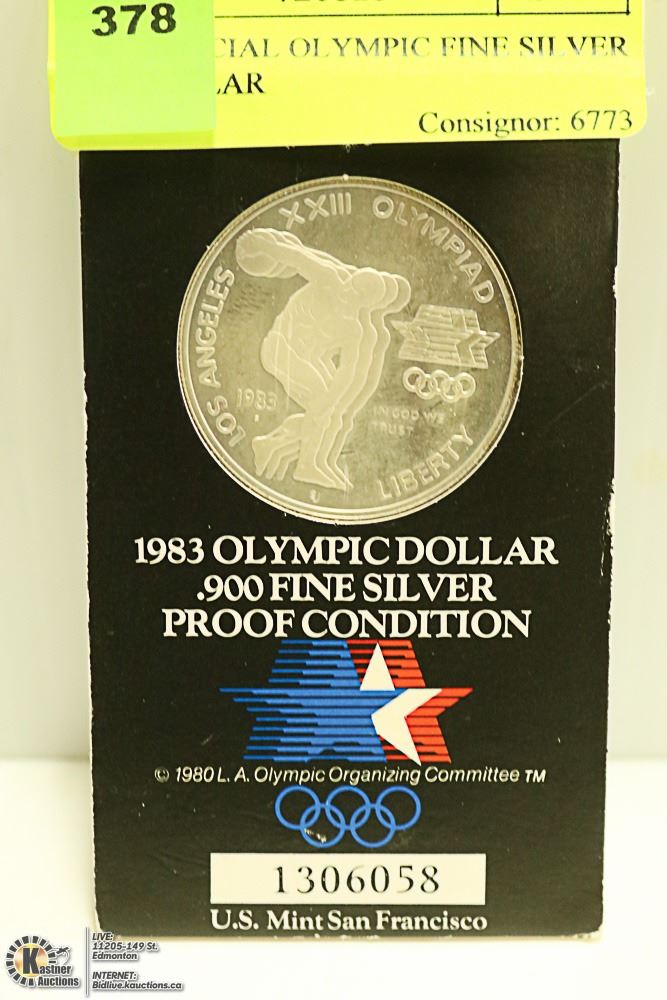 378
CIAL OLYMPIC FINE SILVER
LAR
Consignor: 6773
XXIII OLYMPIAD
LOS ANGELES
1983
IN GOD WE
TRUST
LIBERTY
1983 OLYMPIC DOLLAR
.900 FINE SILVER
PROOF CONDITION
© 1980 L. A. Olympic Organizing Committee TM
1306058
U.S. Mint San Francisco
Kastner
Auctions
LIVE:
11205-149 St.
Edmonton
INTERNET:
Bidlive.kauctions.ca